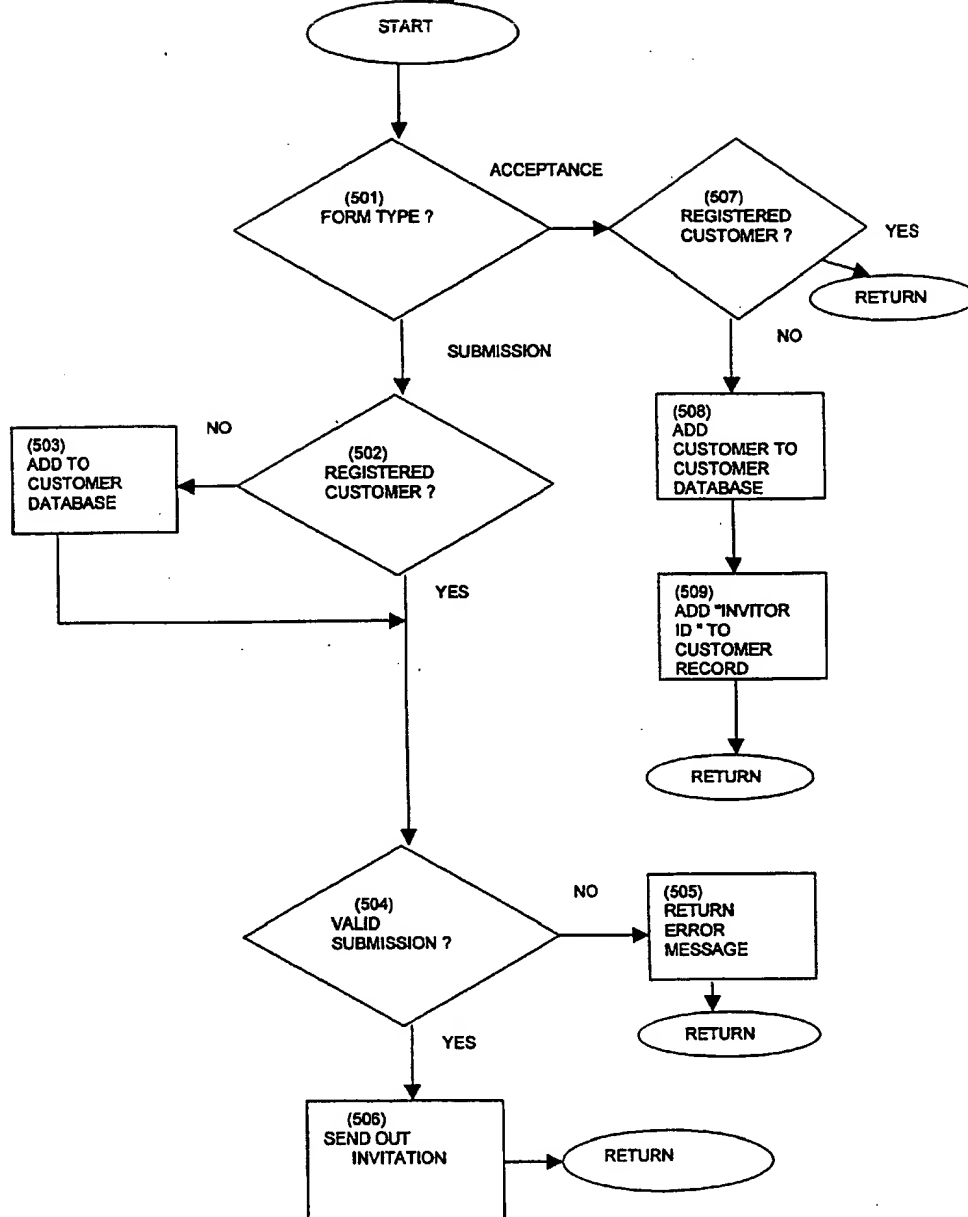 START
ACCEPTANCE
(501)
FORM TYPE ?
(507)
REGISTERED
CUSTOMER ?
YES
RETURN
NO
SUBMISSION
(508)
ADD
CUSTOMER TO
CUSTOMER
DATABASE
NO
(503)
ADD TO
CUSTOMER
DATABASE
(502)
REGISTERED
CUSTOMER ?
YES
(509)
ADD "INVITOR
ID " TO
CUSTOMER
RECORD
RETURN
(504)
VALID
SUBMISSION ?
NO
(505)
RETURN
ERROR
MESSAGE
RETURN
YES
(506)
SEND OUT
INVITATION
RETURN